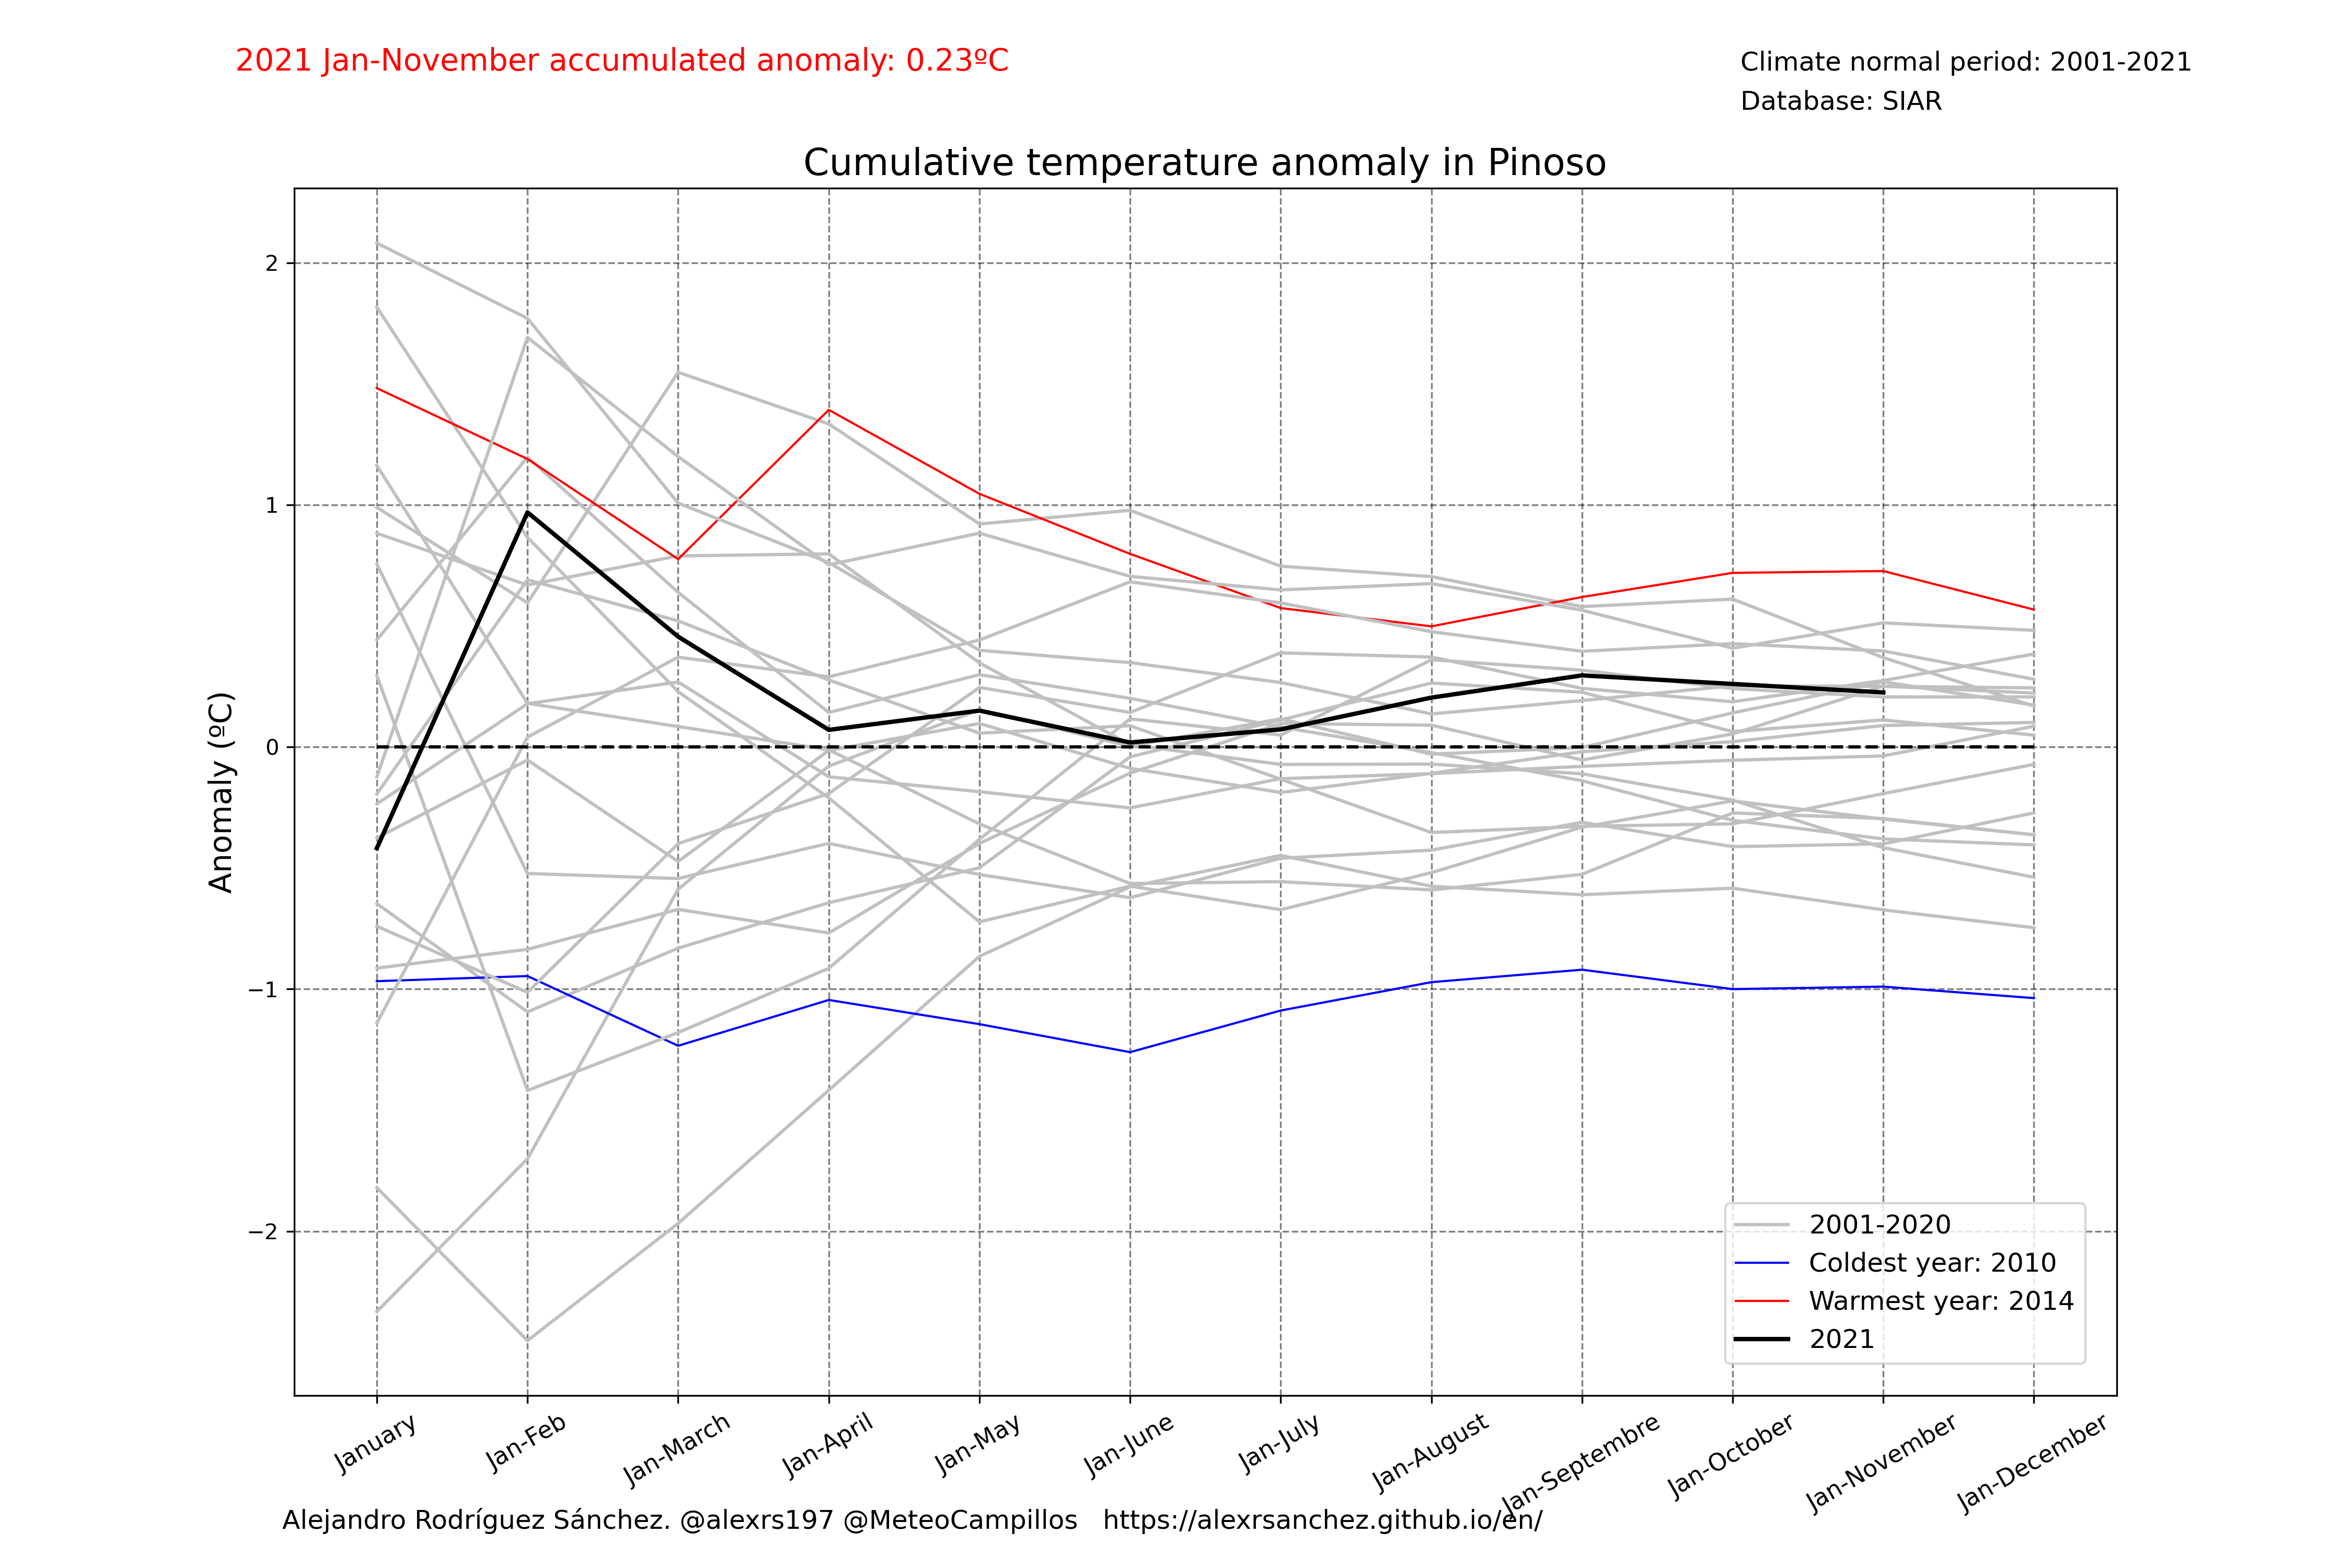 2021 Jan-November accumulated anomaly: 0.23ºC
Climate normal period: 2001-2021
Database: SIAR
Cumulative temperature anomaly in Pinoso
Anomaly (ºC)
2
1
0
−1
−2
2001-2020
Coldest year: 2010
Warmest year: 2014
2021
January
Jan-Feb
Jan-March
Jan-April
Jan-May
Jan-June
Jan-July
Jan-August
Jan-Septembre
Jan-October
Jan-November
Jan-December
Alejandro Rodríguez Sánchez. @alexrs197 @MeteoCampillos https://alexrsanchez.github.io/en/